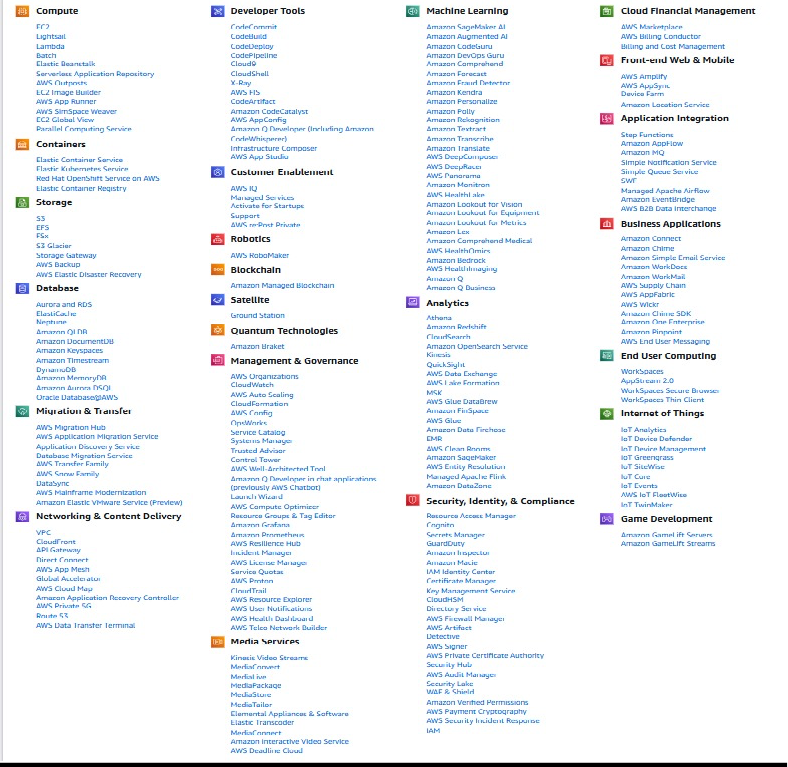 Compute
EC2
Lightsail
Lambda
Batch
Elastic Beanstalk
Serverless Application Repository
AWS Outposts
EC2 Image Builder
AWS App Runner
AWS SimSpace Weaver
EC2 Global View
Parallel Computing Service
Containers
Elastic Container Service
Elastic Kubernetes Service
Red Hat OpenShift Service on AWS
Elastic Container Registry
Storage
S3
EFS
FSx
S3 Glacier
Storage Gateway
AWS Backup
AWS Elastic Disaster Recovery
Database
Aurora and RDS
ElastiCache
Neptune
Amazon QLDB
Amazon DocumentDB
Amazon Keyspaces
Amazon Timestream
DynamoDB
Amazon MemoryDB
Amazon Aurora DSQL
Oracle Database@AWS
Migration & Transfer
AWS Migration Hub
AWS Application Migration Service
Application Discovery Service
Database Migration Service
AWS Transfer Family
AWS Snow Family
DataSync
AWS Mainframe Modernization
Amazon Elastic VMware Service (Preview)
Networking & Content Delivery
VPC
CloudFront
API Gateway
Direct Connect
AWS App Mesh
Global Accelerator
AWS Cloud Map
Amazon Application Recovery Controller
AWS Private 5G
Route 53
AWS Data Transfer Terminal
Developer Tools
CodeCommit
CodeBuild
CodeDeploy
CodePipeline
Cloud9
CloudShell
X-Ray
AWS FIS
CodeArtifact
Amazon CodeCatalyst
AWS AppConfig
Amazon Q Developer (Including Amazon
CodeWhisperer)
Infrastructure Composer
AWS App Studio
Customer Enablement
AWS IQ
Managed Services
Activate for Startups
Support
AWS re:Post Private
Robotics
AWS RoboMaker
Blockchain
Amazon Managed Blockchain
Satellite
Ground Station
Quantum Technologies
Amazon Braket
Management & Governance
AWS Organizations
CloudWatch
AWS Auto Scaling
CloudFormation
AWS Config
OpsWorks
Service Catalog
Systems Manager
Trusted Advisor
Control Tower
AWS Well-Architected Tool
Amazon Q Developer in chat applications
(previously AWS Chatbot)
Launch Wizard
AWS Compute Optimizer
Resource Groups & Tag Editor
Amazon Grafana
Amazon Prometheus
AWS Resilience Hub
Incident Manager
AWS License Manager
Service Quotas
AWS Proton
CloudTrail
AWS Resource Explorer
AWS User Notifications
AWS Health Dashboard
AWS Telco Network Builder
Media Services
Kinesis Video Streams
MediaConvert
MediaLive
MediaPackage
MediaStore
MediaTailor
Elemental Appliances & Software
Elastic Transcoder
MediaConnect
Amazon Interactive Video Service
AWS Deadline Cloud
Machine Learning
Amazon SageMaker AI
Amazon Augmented AI
Amazon CodeGuru
Amazon DevOps Guru
Amazon Comprehend
Amazon Forecast
Amazon Fraud Detector
Amazon Kendra
Amazon Personalize
Amazon Polly
Amazon Rekognition
Amazon Textract
Amazon Transcribe
Amazon Translate
AWS DeepComposer
AWS DeepRacer
AWS Panorama
Amazon Monitron
AWS HealthLake
Amazon Lookout for Vision
Amazon Lookout for Equipment
Amazon Lookout for Metrics
Amazon Lex
Amazon Comprehend Medical
AWS HealthOmics
Amazon Bedrock
AWS HealthImaging
Amazon Q
Amazon Q Business
Analytics
Athena
Amazon Redshift
CloudSearch
Amazon OpenSearch Service
Kinesis
QuickSight
AWS Data Exchange
AWS Lake Formation
MSK
AWS Glue DataBrew
Amazon FinSpace
AWS Glue
Amazon Data Firehose
EMR
AWS Clean Rooms
Amazon SageMaker
AWS Entity Resolution
Managed Apache Flink
Amazon DataZone
Security, Identity, & Compliance
Resource Access Manager
Cognito
Secrets Manager
GuardDuty
Amazon Inspector
Amazon Macie
IAM Identity Center
Certificate Manager
Key Management Service
CloudHSM
Directory Service
AWS Firewall Manager
AWS Artifact
Detective
AWS Signer
AWS Private Certificate Authority
Security Hub
AWS Audit Manager
Security Lake
WAF & Shield
Amazon Verified Permissions
AWS Payment Cryptography
AWS Security Incident Response
IAM
Cloud Financial Management
AWS Marketplace
AWS Billing Conductor
Billing and Cost Management
Front-end Web & Mobile
AWS Amplify
AWS AppSync
Device Farm
Amazon Location Service
Application Integration
Step Functions
Amazon AppFlow
Amazon MQ
Simple Notification Service
Simple Queue Service
SWF
Managed Apache Airflow
Amazon EventBridge
AWS B2B Data Interchange
Business Applications
Amazon Connect
Amazon Chime
Amazon Simple Email Service
Amazon WorkDocs
Amazon WorkMail
AWS Supply Chain
AWS AppFabric
AWS Wickr
Amazon Chime SDK
Amazon One Enterprise
Amazon Pinpoint
AWS End User Messaging
End User Computing
WorkSpaces
AppStream 2.0
WorkSpaces Secure Browser
WorkSpaces Thin Client
Internet of Things
IoT Analytics
IoT Device Defender
IoT Device Management
IoT Greengrass
IoT SiteWise
IoT Core
IoT Events
AWS IoT FleetWise
IoT TwinMaker
Game Development
Amazon GameLift Servers
Amazon GameLift Streams